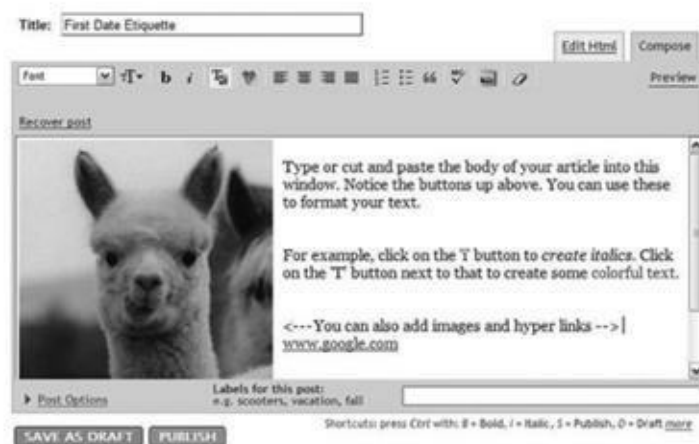 Title: First Date Etiquette
Edit Html Compose
Font T b i T 66 Preview
Recover post
Type or cut and paste the body of your article into this
window. Notice the buttons up above. You can use these
to format your text.
For example, click on the 'i' button to create italics. Click
on the 'T' button next to that to create some colorful text.
<---You can also add images and hyper links -->|
www.google.com
Post Options
Labels for this post:
e.g. scooters, vacation, fall
Shortcuts: press Ctrl with: B = Bold, I = Italic, S = Publish, D = Draft more
SAVE AS DRAFT PUBLISH